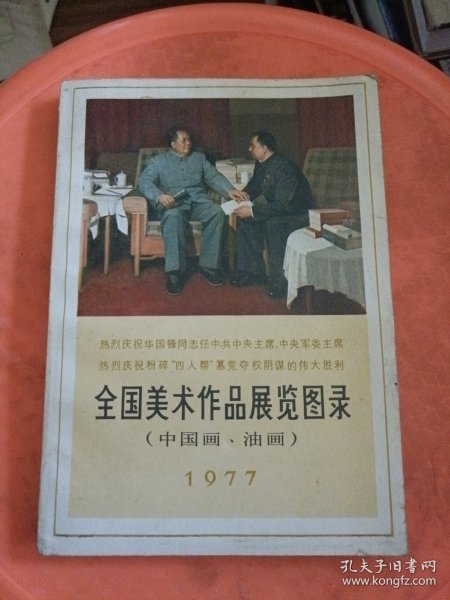 热烈庆祝华国锋同志任中共中央主席、中央军委主席
热烈庆祝粉碎“四人帮”篡党夺权阴谋的伟大胜利
全国美术作品展览图录
（中国画、油画）
1977
孔夫子旧书网
www.kongfz.com